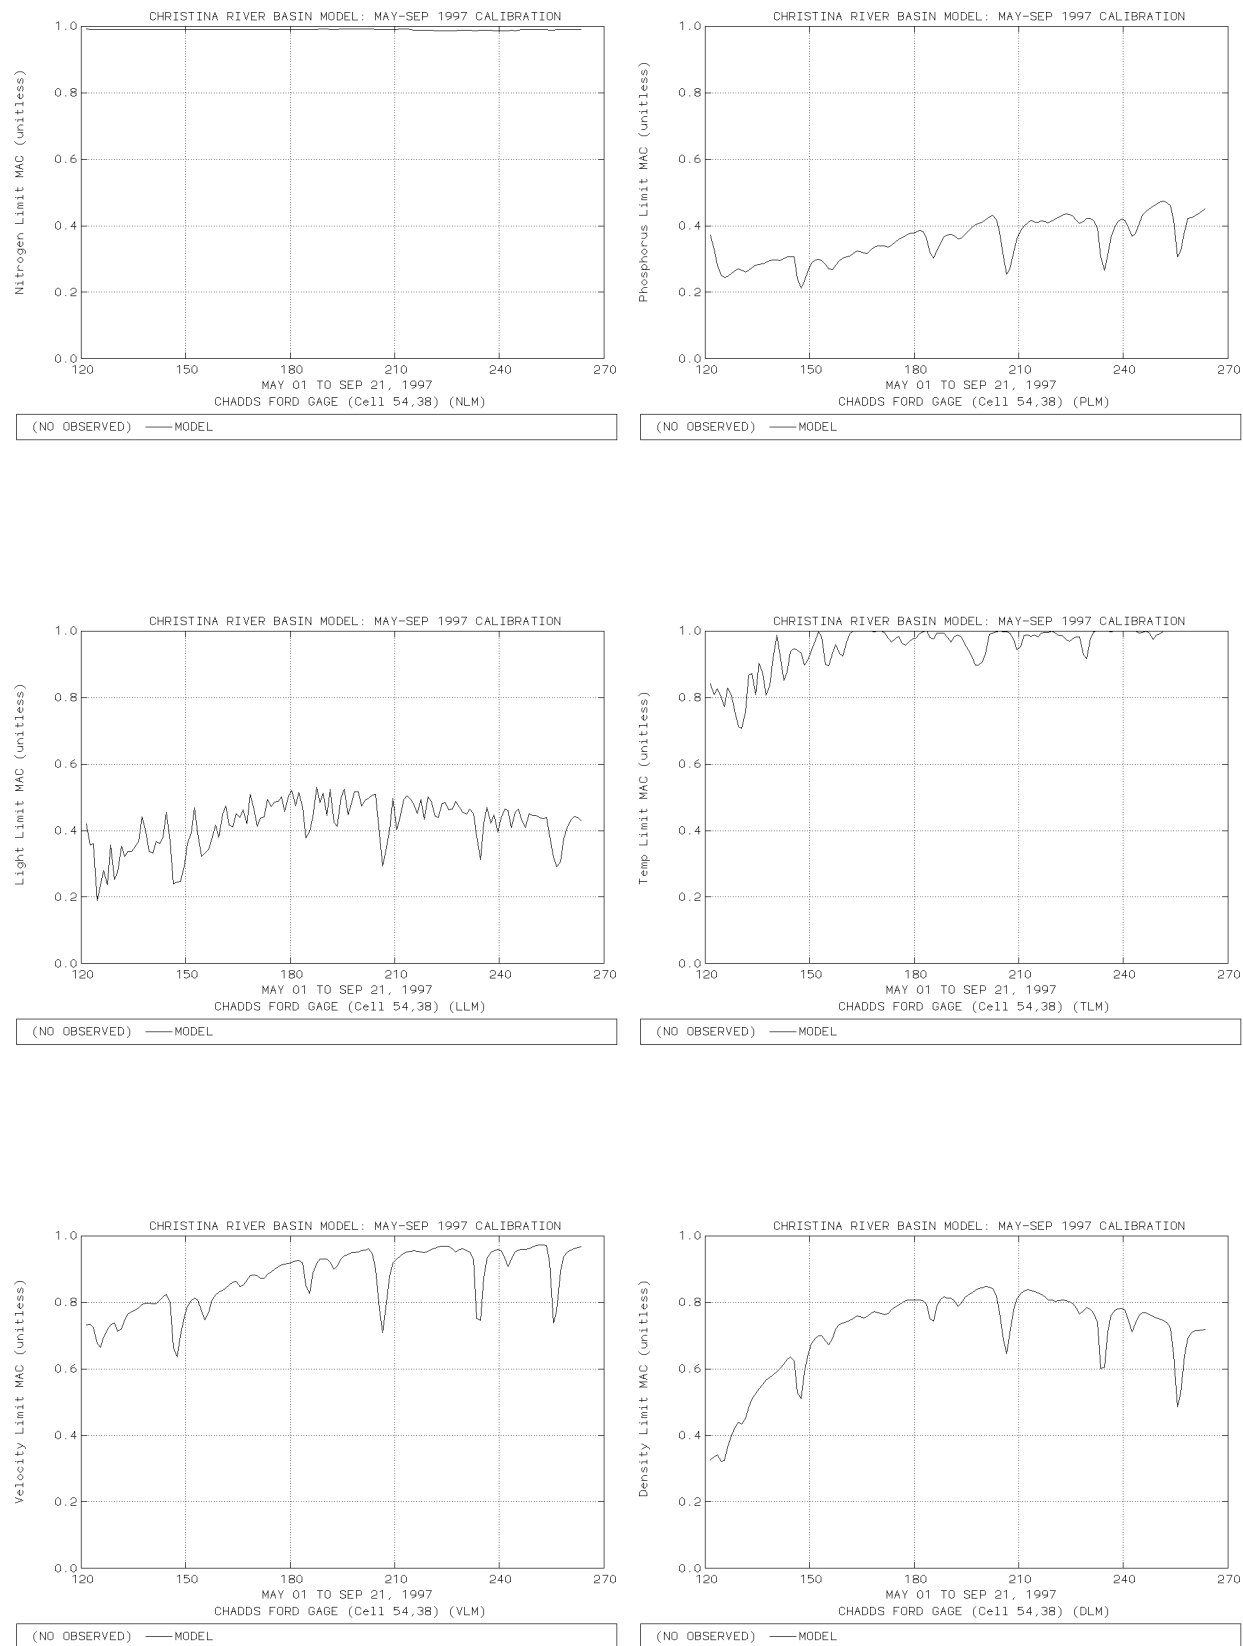 CHRISTINA RIVER BASIN MODEL: MAY-SEP 1997 CALIBRATION
Nitrogen Limit MAC (unitless)
1.0
0.8
0.6
0.4
0.2
0.0
120 150 180 210 240 270
MAY 01 TO SEP 21, 1997
CHADDS FORD GAGE (Cell 54,38) (NLM)
(NO OBSERVED) MODEL
CHRISTINA RIVER BASIN MODEL: MAY-SEP 1997 CALIBRATION
Phosphorus Limit MAC (unitless)
1.0
0.8
0.6
0.4
0.2
0.0
120 150 180 210 240 270
MAY 01 TO SEP 21, 1997
CHADDS FORD GAGE (Cell 54,38) (PLM)
(NO OBSERVED) MODEL
CHRISTINA RIVER BASIN MODEL: MAY-SEP 1997 CALIBRATION
Light Limit MAC (unitless)
1.0
0.8
0.6
0.4
0.2
0.0
120 150 180 210 240 270
MAY 01 TO SEP 21, 1997
CHADDS FORD GAGE (Cell 54,38) (LLM)
(NO OBSERVED) MODEL
CHRISTINA RIVER BASIN MODEL: MAY-SEP 1997 CALIBRATION
Temp Limit MAC (unitless)
1.0
0.8
0.6
0.4
0.2
0.0
120 150 180 210 240 270
MAY 01 TO SEP 21, 1997
CHADDS FORD GAGE (Cell 54,38) (TLM)
(NO OBSERVED) MODEL
CHRISTINA RIVER BASIN MODEL: MAY-SEP 1997 CALIBRATION
Velocity Limit MAC (unitless)
1.0
0.8
0.6
0.4
0.2
0.0
120 150 180 210 240 270
MAY 01 TO SEP 21, 1997
CHADDS FORD GAGE (Cell 54,38) (VLM)
(NO OBSERVED) MODEL
CHRISTINA RIVER BASIN MODEL: MAY-SEP 1997 CALIBRATION
Density Limit MAC (unitless)
1.0
0.8
0.6
0.4
0.2
0.0
120 150 180 210 240 270
MAY 01 TO SEP 21, 1997
CHADDS FORD GAGE (Cell 54,38) (DLM)
(NO OBSERVED) MODEL